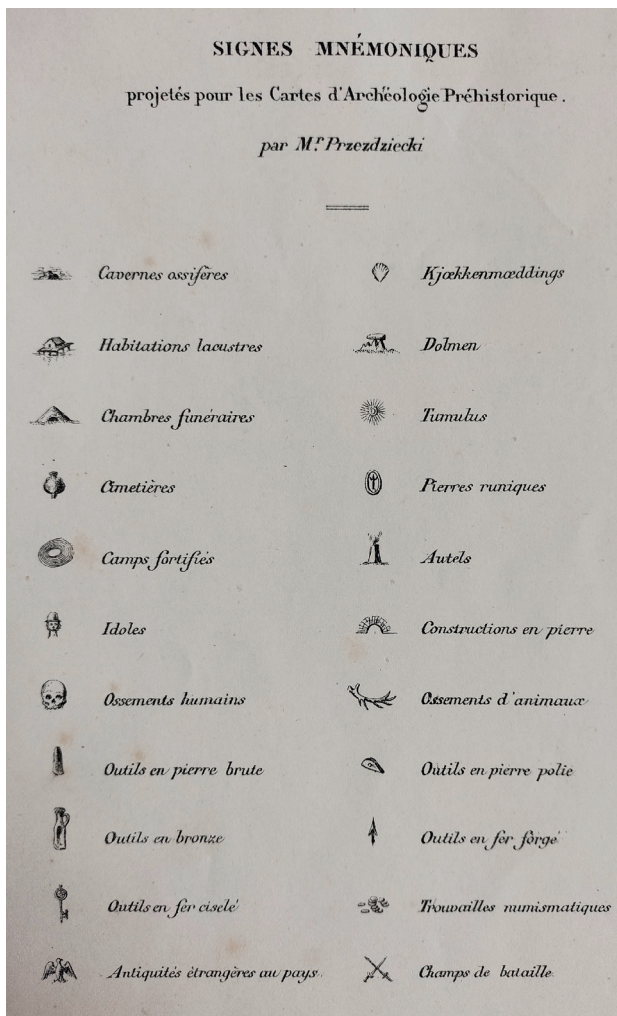 SIGNES MNÉMONIQUES
projetés pour les Cartes d'Archéologie Préhistorique.
par Mr. Przezdziecki
Cavernes ossifères
Kjœkkenmœddings
Habitations lacustres
Dolmen
Chambres funéraires
Tumulus
Cimetières
Pierres runiques
Camps fortifiés
Autels
Idoles
Constructions en pierre
Ossements humains
Ossements d'animaux
Outils en pierre brute
Outils en pierre polie
Outils en bronze
Outils en fer forgé
Outils en fer ciselé
Trouvailles numismatiques
Antiquités étrangères au pays.
Champs de bataille